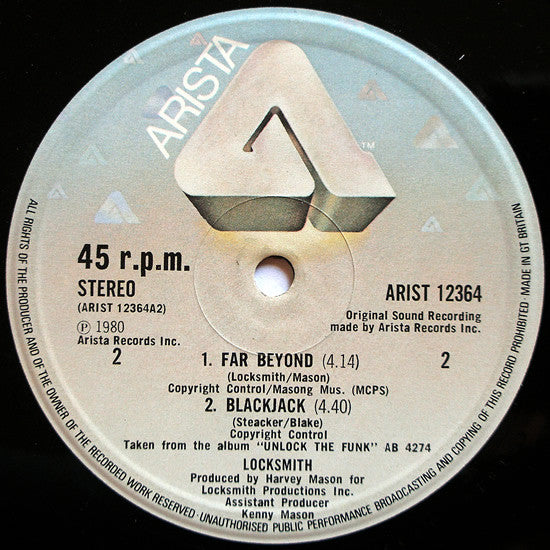 ARISTA
TM
45 r.p.m.
STEREO
(ARIST 12364A2)
Ⓟ 1980
Arista Records Inc.
2
ARIST 12364
Original Sound Recording
made by Arista Records Inc.
2
1. FAR BEYOND (4.14)
(Locksmith/Mason)
Copyright Control/Masong Mus. (MCPS)
2. BLACKJACK (4.40)
(Steacker/Blake)
Copyright Control
Taken from the album "UNLOCK THE FUNK" AB 4274
LOCKSMITH
Produced by Harvey Mason for
Locksmith Productions Inc.
Assistant Producer
Kenny Mason
ALL RIGHTS OF THE PRODUCER AND OF THE OWNER OF THE RECORDED WORK RESERVED · UNAUTHORISED PUBLIC PERFORMANCE BROADCASTING AND COPYING OF THIS RECORD PROHIBITED · MADE IN GT BRITAIN